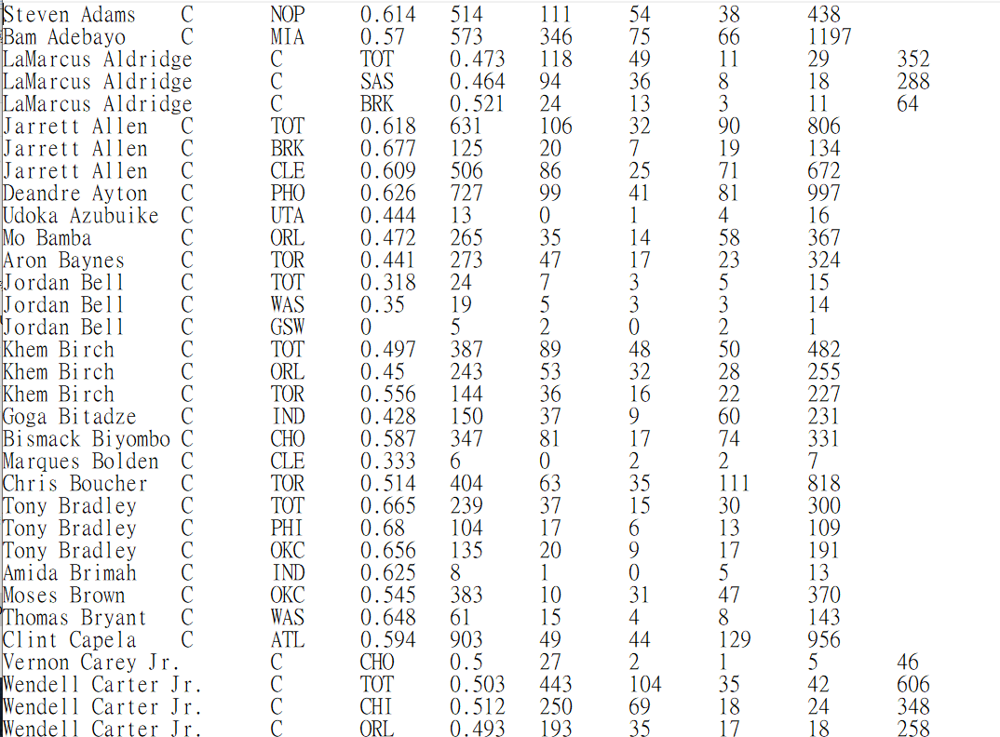 Steven Adams C NOP 0.614 514 111 54 38 438
Bam Adebayo C MIA 0.57 573 346 75 66 1197
LaMarcus Aldridge C TOT 0.473 118 49 11 29 352
LaMarcus Aldridge C SAS 0.464 94 36 8 18 288
LaMarcus Aldridge C BRK 0.521 24 13 3 11 64
Jarrett Allen C TOT 0.618 631 106 32 90 806
Jarrett Allen C BRK 0.677 125 20 7 19 134
Jarrett Allen C CLE 0.609 506 86 25 71 672
Deandre Ayton C PHO 0.626 727 99 41 81 997
Udoka Azubuike C UTA 0.444 13 0 1 4 16
Mo Bamba C ORL 0.472 265 35 14 58 367
Aron Baynes C TOR 0.441 273 47 17 23 324
Jordan Bell C TOT 0.318 24 7 3 5 15
Jordan Bell C WAS 0.35 19 5 3 3 14
Jordan Bell C GSW 0 5 2 0 2 1
Khem Birch C TOT 0.497 387 89 48 50 482
Khem Birch C ORL 0.45 243 53 32 28 255
Khem Birch C TOR 0.556 144 36 16 22 227
Goga Bitadze C IND 0.428 150 37 9 60 231
Bismack Biyombo C CHO 0.587 347 81 17 74 331
Marques Bolden C CLE 0.333 6 0 2 2 7
Chris Boucher C TOR 0.514 404 63 35 111 818
Tony Bradley C TOT 0.665 239 37 15 30 300
Tony Bradley C PHI 0.68 104 17 6 13 109
Tony Bradley C OKC 0.656 135 20 9 17 191
Amida Brimah C IND 0.625 8 1 0 5 13
Moses Brown C OKC 0.545 383 10 31 47 370
Thomas Bryant C WAS 0.648 61 15 4 8 143
Clint Capela C ATL 0.594 903 49 44 129 956
Vernon Carey Jr. C CHO 0.5 27 2 1 5 46
Wendell Carter Jr. C TOT 0.503 443 104 35 42 606
Wendell Carter Jr. C CHI 0.512 250 69 18 24 348
Wendell Carter Jr. C ORL 0.493 193 35 17 18 258